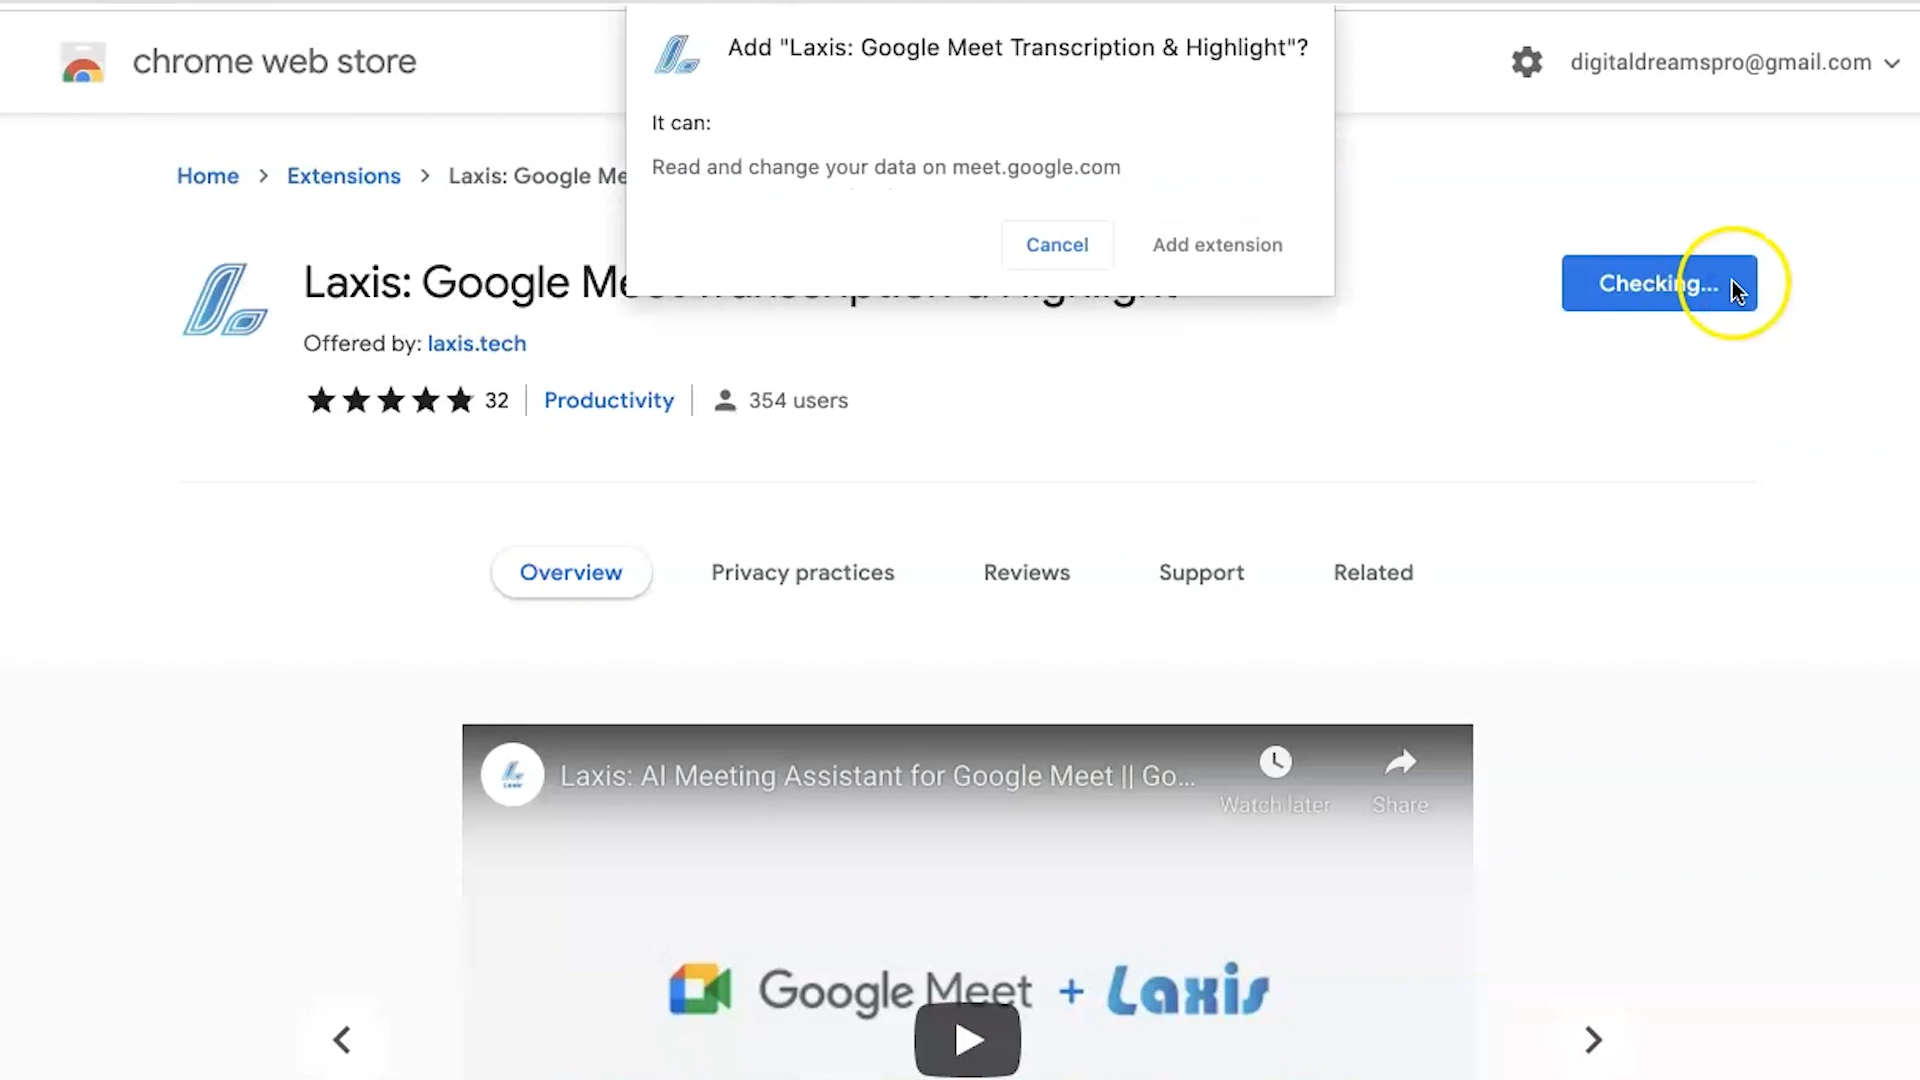 chrome web store
Add "Laxis: Google Meet Transcription & Highlight"?
digitaldreamspro@gmail.com
It can:
Read and change your data on meet.google.com
Home > Extensions > Laxis: Google Me
Cancel
Add extension
Laxis: Google Meet Transcription & Highlight
Checking...
Offered by: laxis.tech
32
Productivity
354 users
Overview
Privacy practices
Reviews
Support
Related
Laxis: AI Meeting Assistant for Google Meet || Go...
Watch later
Share
Google Meet + Laxis